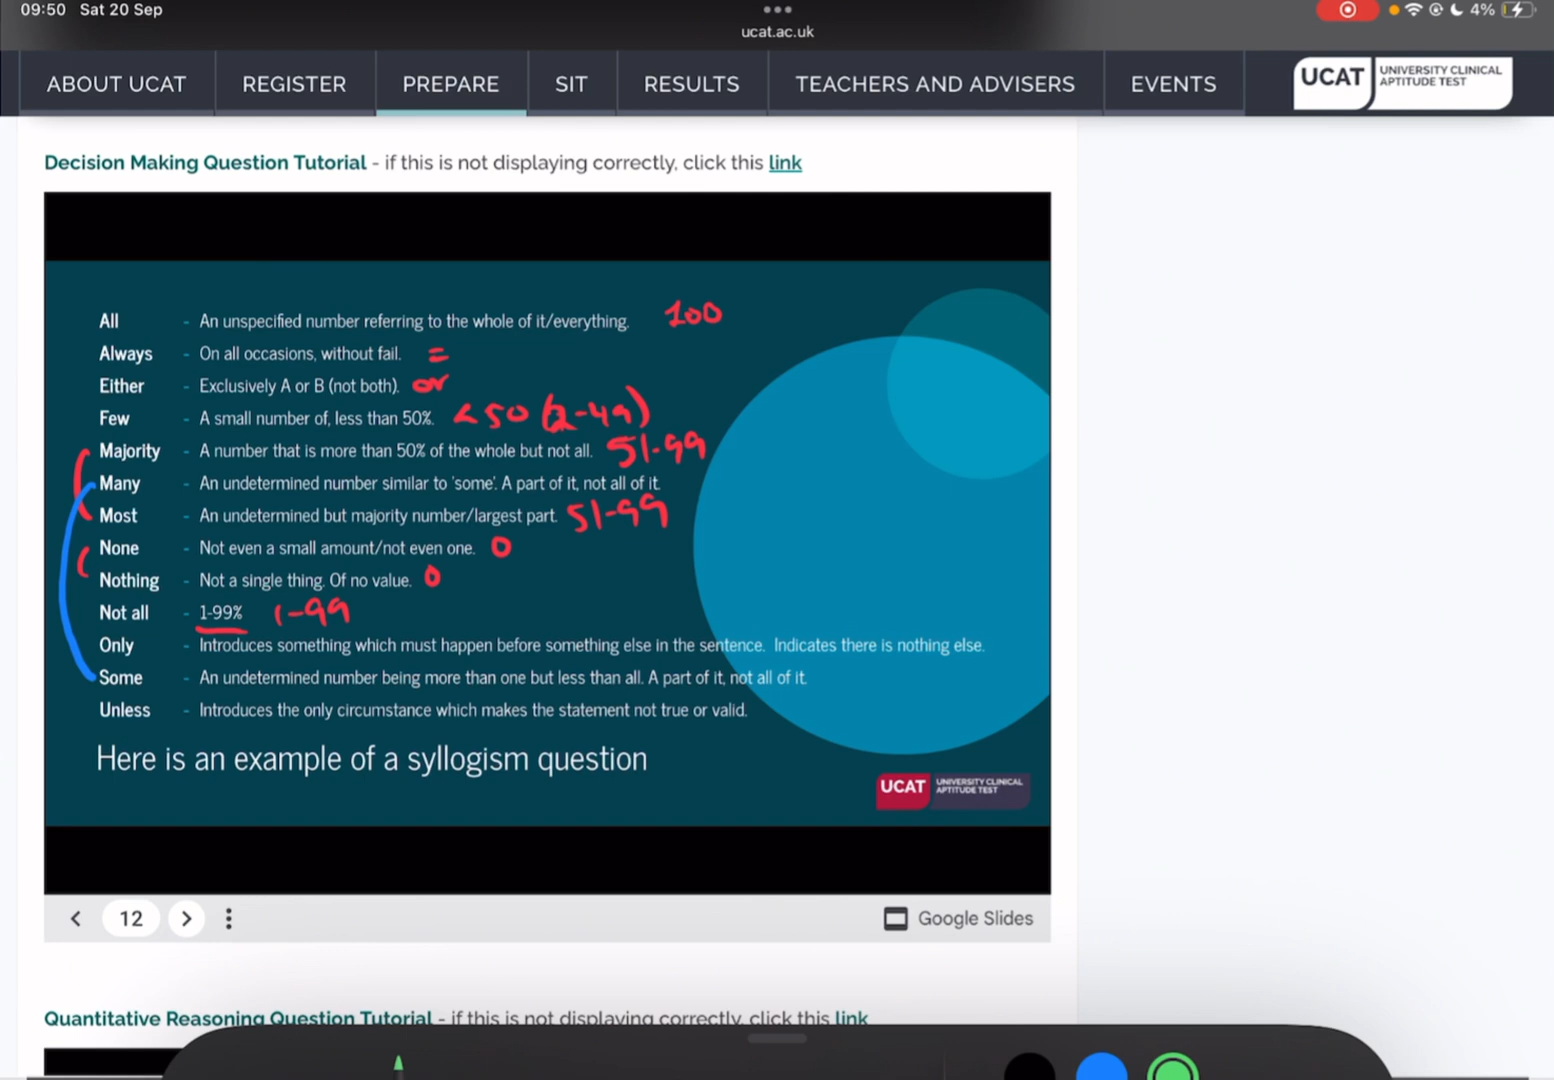 09:50 Sat 20 Sep
ucat.ac.uk
4%
ABOUT UCAT REGISTER PREPARE SIT RESULTS TEACHERS AND ADVISERS EVENTS
UCAT UNIVERSITY CLINICAL
APTITUDE TEST
Decision Making Question Tutorial - if this is not displaying correctly, click this link
All - An unspecified number referring to the whole of it/everything. 100
Always - On all occasions, without fail. =
Either - Exclusively A or B (not both). or
Few - A small number of, less than 50%. <50 (2-49)
Majority - A number that is more than 50% of the whole but not all. 51-99
Many - An undetermined number similar to 'some'. A part of it, not all of it.
Most - An undetermined but majority number/largest part. 51-99
None - Not even a small amount/not even one. 0
Nothing - Not a single thing. Of no value. 0
Not all - 1-99% 1-99
Only - Introduces something which must happen before something else in the sentence. Indicates there is nothing else.
Some - An undetermined number being more than one but less than all. A part of it, not all of it.
Unless - Introduces the only circumstance which makes the statement not true or valid.
Here is an example of a syllogism question
UCAT UNIVERSITY CLINICAL
APTITUDE TEST
12
Google Slides
Quantitative Reasoning Question Tutorial - if this is not displaying correctly, click this link